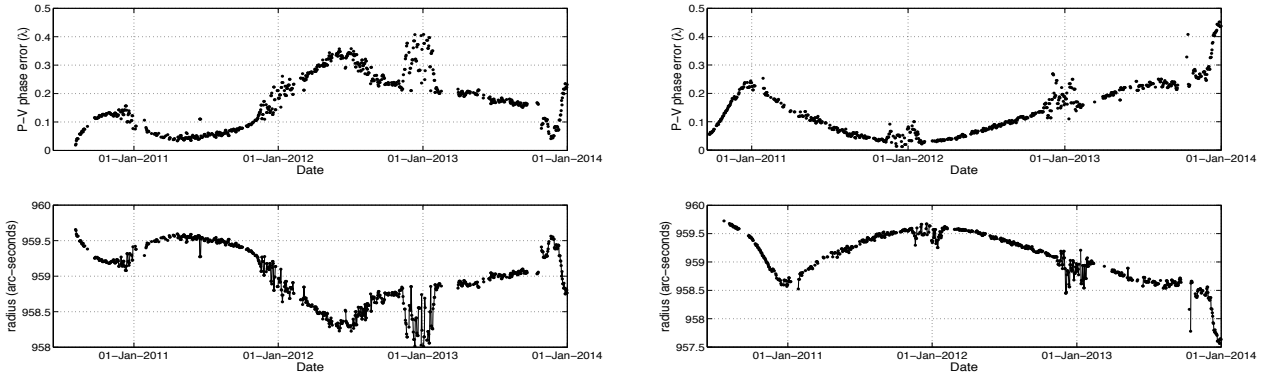 P−V phase error (λ)
0.5
0.4
0.3
0.2
0.1
0
01−Jan−2011 01−Jan−2012 01−Jan−2013 01−Jan−2014
Date
P−V phase error (λ)
0.5
0.4
0.3
0.2
0.1
0
01−Jan−2011 01−Jan−2012 01−Jan−2013 01−Jan−2014
Date
radius (arc−seconds)
960
959.5
959
958.5
958
01−Jan−2011 01−Jan−2012 01−Jan−2013 01−Jan−2014
Date
radius (arc−seconds)
960
959.5
959
958.5
958
957.5
01−Jan−2011 01−Jan−2012 01−Jan−2013 01−Jan−2014
Date